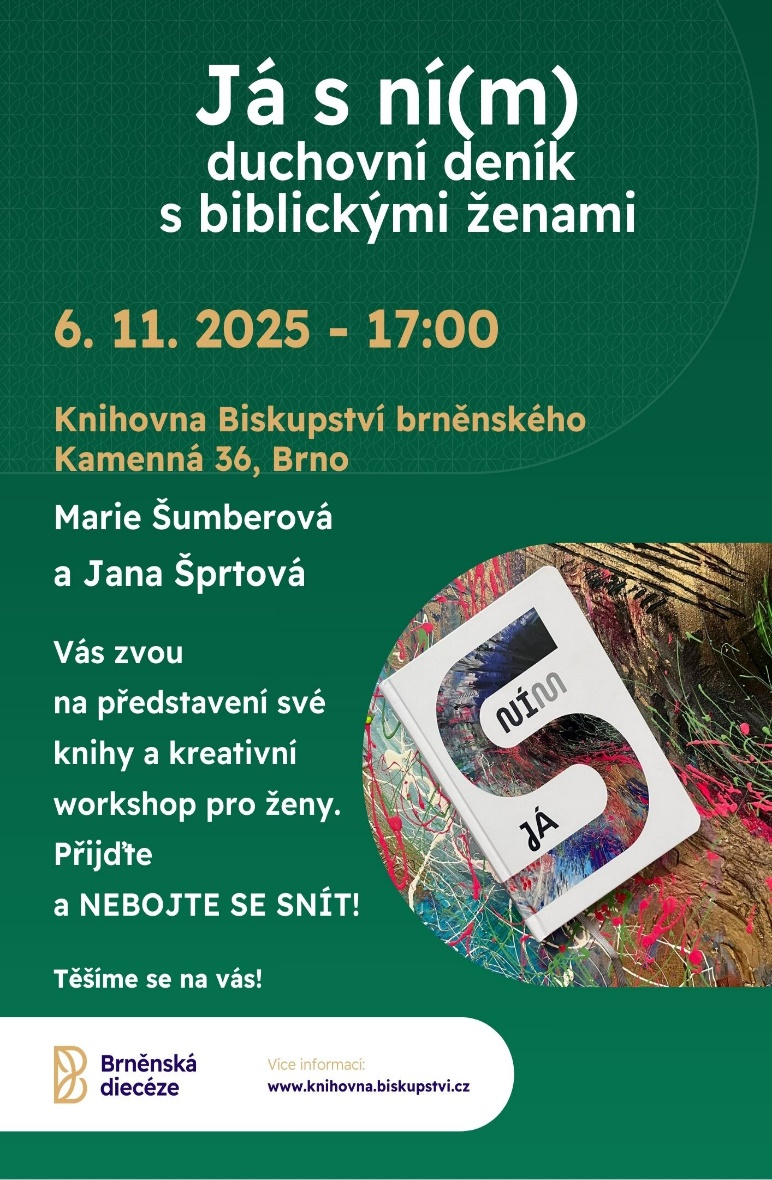 Já s ní(m)
duchovní deník
s biblickými ženami
6. 11. 2025 - 17:00
Knihovna Biskupství brněnského
Kamenná 36, Brno
Marie Šumberová
a Jana Šprtová
Vás zvou
na představení své
knihy a kreativní
workshop pro ženy.
Přijďte
a NEBOJTE SE SNÍT!
Těšíme se na vás!
S
NÍM
JÁ
Brněnská
diecéze
Více informací:
www.knihovna.biskupstvi.cz